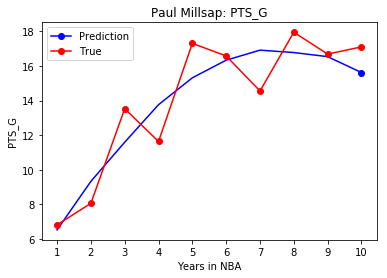 Paul Millsap: PTS_G
Prediction
True
PTS_G
18
16
14
12
10
8
6
1 2 3 4 5 6 7 8 9 10
Years in NBA